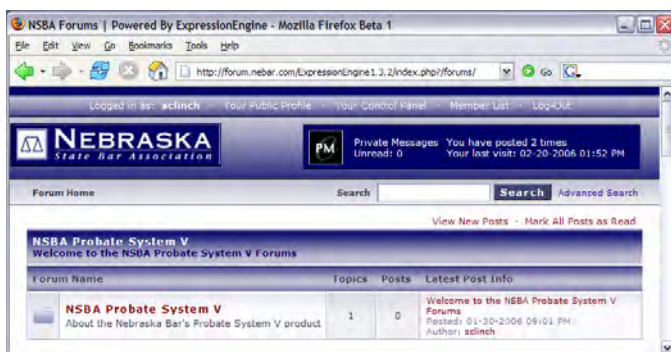 NSBA Forums | Powered By ExpressionEngine - Mozilla Firefox Beta 1
File Edit View Go Bookmarks Tools Help
http://forum.nebar.com/ExpressionEngine1.3.2/index.php?/forums/ Go
Logged in as: sclinch · Your Public Profile · Your Control Panel · Member List · Log-Out
NEBRASKA
State Bar Association
PM
Private Messages You have posted 2 times
Unread: 0 Your last visit: 02-20-2006 01:52 PM
Forum Home Search Search Advanced Search
View New Posts · Mark All Posts as Read
NSBA Probate System V
Welcome to the NSBA Probate System V Forums
Forum Name Topics Posts Latest Post Info
NSBA Probate System V
About the Nebraska Bar's Probate System V product
1 0
Welcome to the NSBA Probate System V
Forums
Posted: 01-30-2006 09:01 PM
Author: sclinch